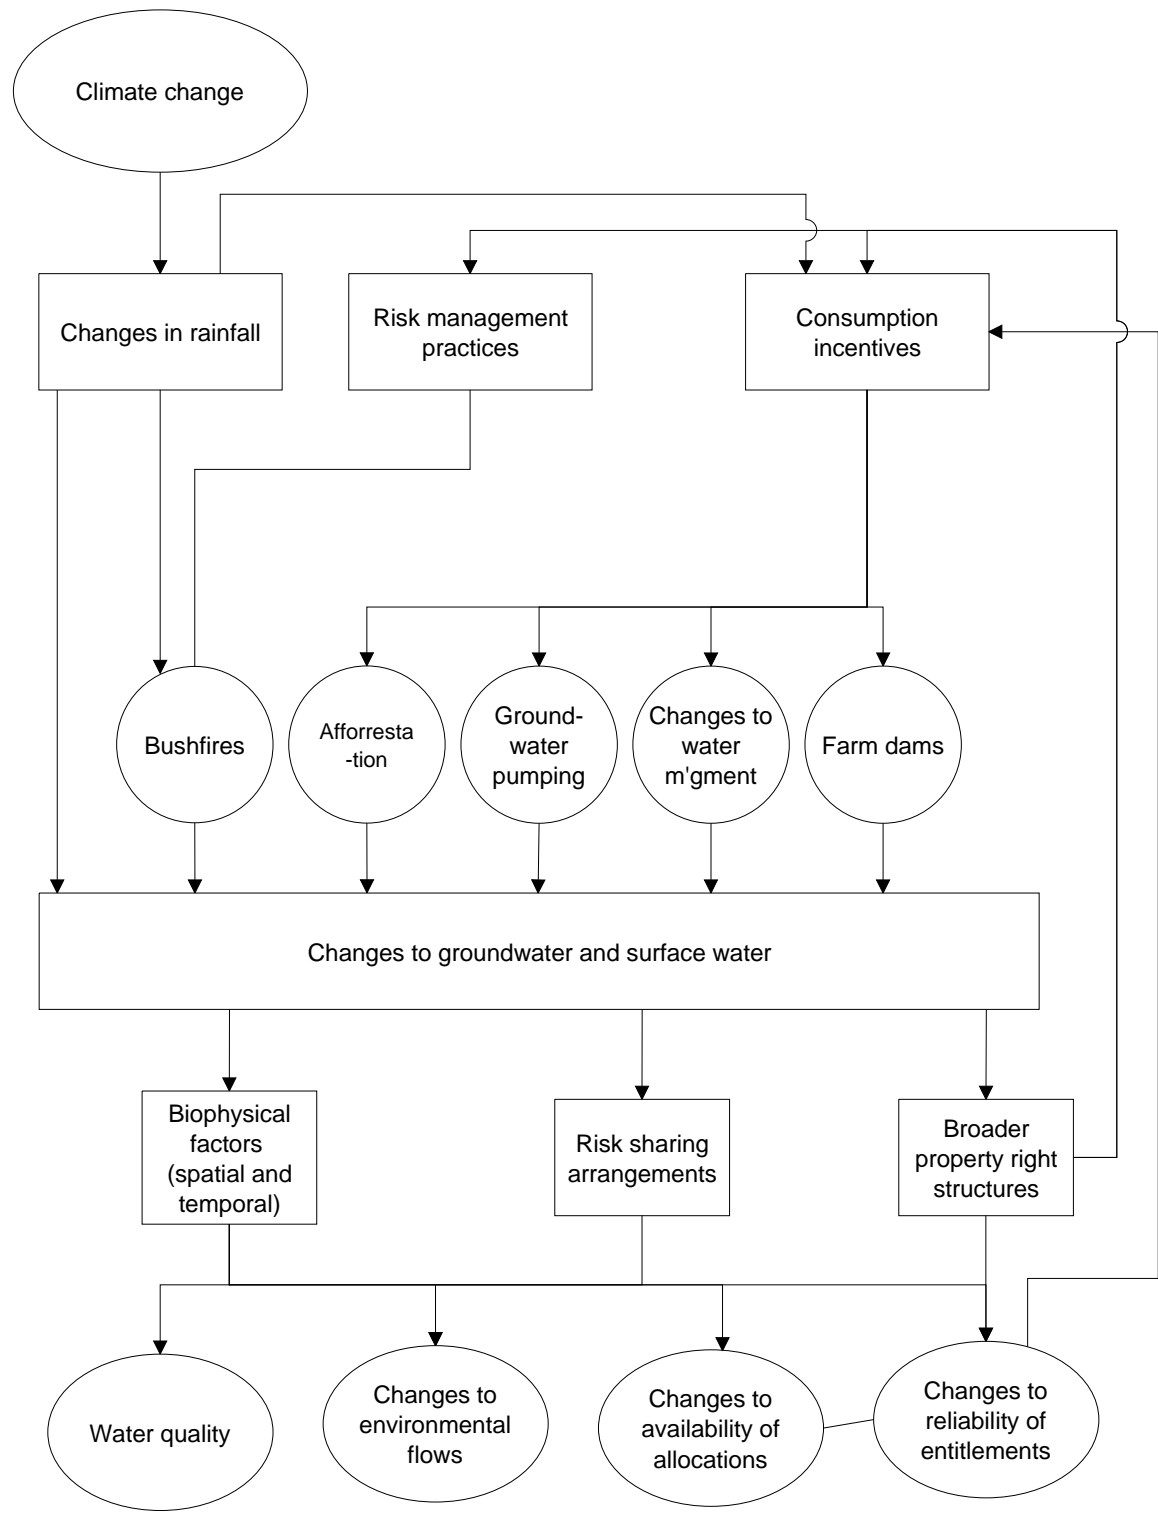 Climate change
Changes in rainfall
Risk management
practices
Consumption
incentives
Bushfires
Afforresta
-tion
Ground-
water
pumping
Changes to
water
m'gment
Farm dams
Changes to groundwater and surface water
Biophysical
factors
(spatial and
temporal)
Risk sharing
arrangements
Broader
property right
structures
Water quality
Changes to
environmental
flows
Changes to
availability of
allocations
Changes to
reliability of
entitlements